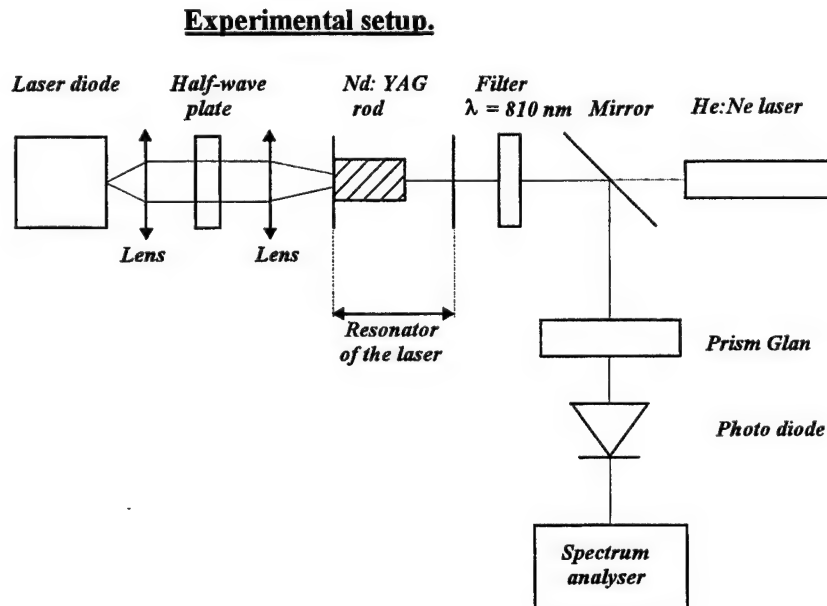 Experimental setup.
Laser diode
Half-wave
plate
Nd: YAG
rod
Filter
λ = 810 nm
Mirror
He:Ne laser
Lens
Lens
Resonator
of the laser
Prism Glan
Photo diode
Spectrum
analyser